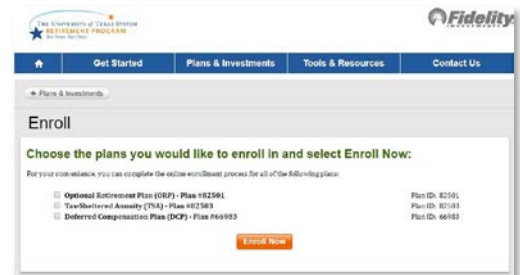 THE UNIVERSITY of TEXAS SYSTEM
RETIREMENT PROGRAM
Fidelity
INVESTMENTS
Get Started
Plans & Investments
Tools & Resources
Contact Us
Plans & Investments
Enroll
Choose the plans you would like to enroll in and select Enroll Now:
For your convenience, you can complete the online enrollment process for all of the following plans:
Optional Retirement Plan (ORP) - Plan #82501 Plan ID: 82501
Tax-Sheltered Annuity (TSA) - Plan #82503 Plan ID: 82503
Deferred Compensation Plan (DCP) - Plan #66983 Plan ID: 66983
Enroll Now